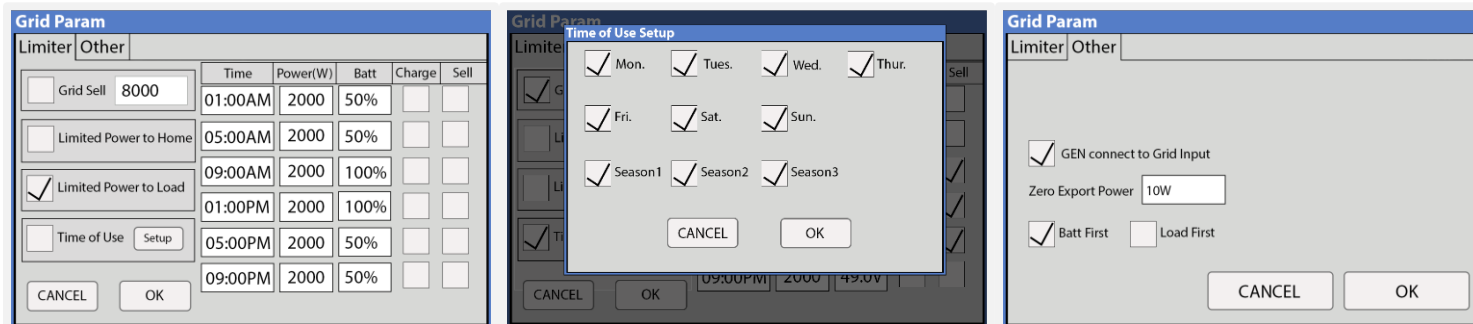 Grid Param
Limiter Other
Time Power(W) Batt Charge Sell
Grid Sell 8000
01:00AM 2000 50%
Limited Power to Home 05:00AM 2000 50%
09:00AM 2000 100%
Limited Power to Load
01:00PM 2000 100%
Time of Use Setup
05:00PM 2000 50%
09:00PM 2000 50%
CANCEL OK
Grid Param
Time of Use Setup
Limite
Mon. Tues. Wed. Thur.
Sell
G
Fri. Sat. Sun.
Li
Season1 Season2 Season3
Li
CANCEL OK
Ti
09:00PM 2000 49.0V
CANCEL OK
Grid Param
Limiter Other
GEN connect to Grid Input
Zero Export Power 10W
Batt First Load First
CANCEL OK